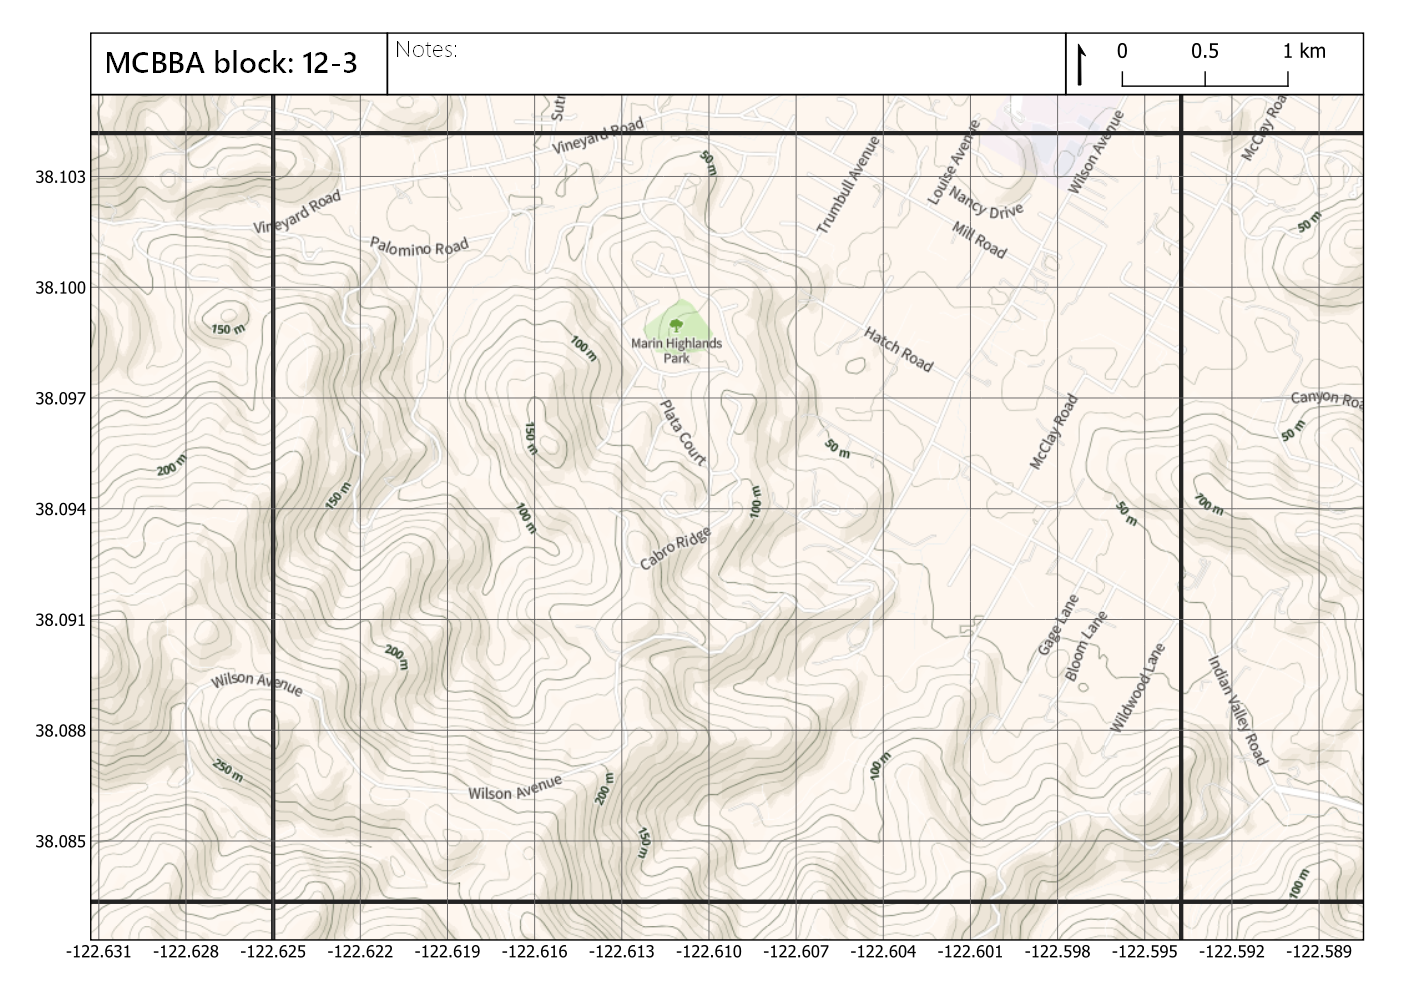 MCBBA block: 12-3
Notes:
0 0.5 1 km
Sutr
McClay Roa
Vineyard Road
Wilson Avenue
50 m
Trumbull Avenue
Louise Avenue
38.103
Nancy Drive
Vineyard Road
50 m
Palomino Road
Mill Road
38.100
150 m
100 m
Marin Highlands
Park
Hatch Road
38.097
Canyon Roa
Plata Court
McClay Road
150 m
50 m
50 m
200 m
150 m
100 m
100 m
700 m
50 m
38.094
Cabro Ridge
38.091
Gage Lane
Bloom Lane
200 m
Wildwood Lane
Indian Valley Road
Wilson Avenue
38.088
250 m
100 m
Wilson Avenue
200 m
150 m
38.085
100 m
-122.631 -122.628 -122.625 -122.622 -122.619 -122.616 -122.613 -122.610 -122.607 -122.604 -122.601 -122.598 -122.595 -122.592 -122.589